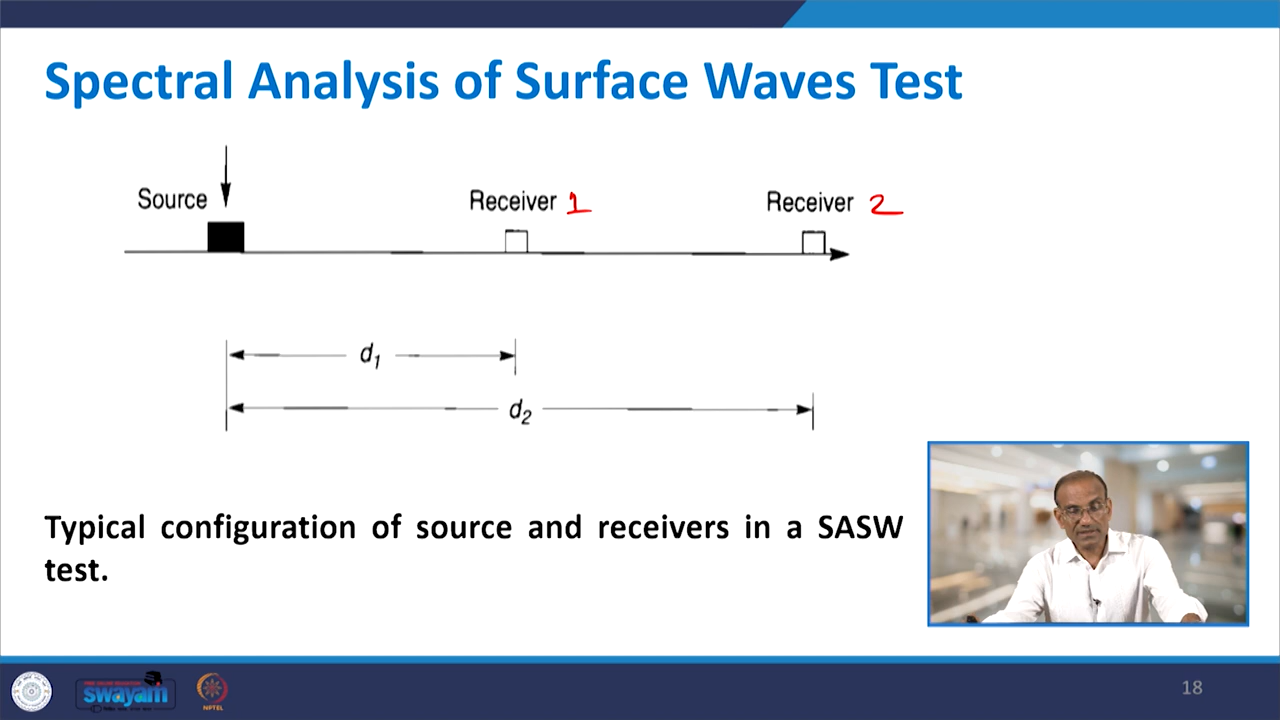 Spectral Analysis of Surface Waves Test
Source
Receiver 1
Receiver 2
d1
d2
Typical configuration of source and receivers in a SASW
test.
swayam
NPTEL
18